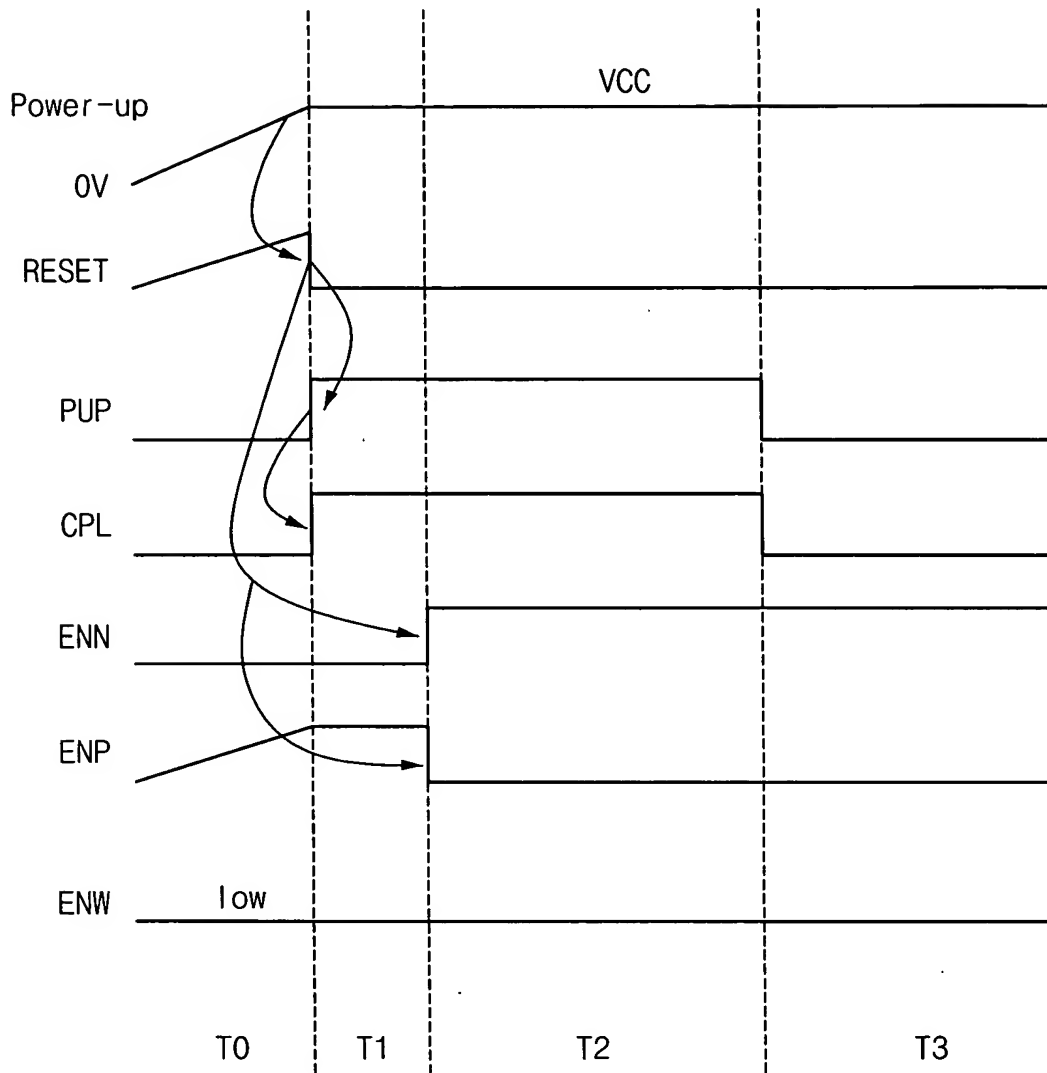 VCC
Power-up
0V
RESET
PUP
CPL
ENN
ENP
low
ENW
T0 T1 T2 T3